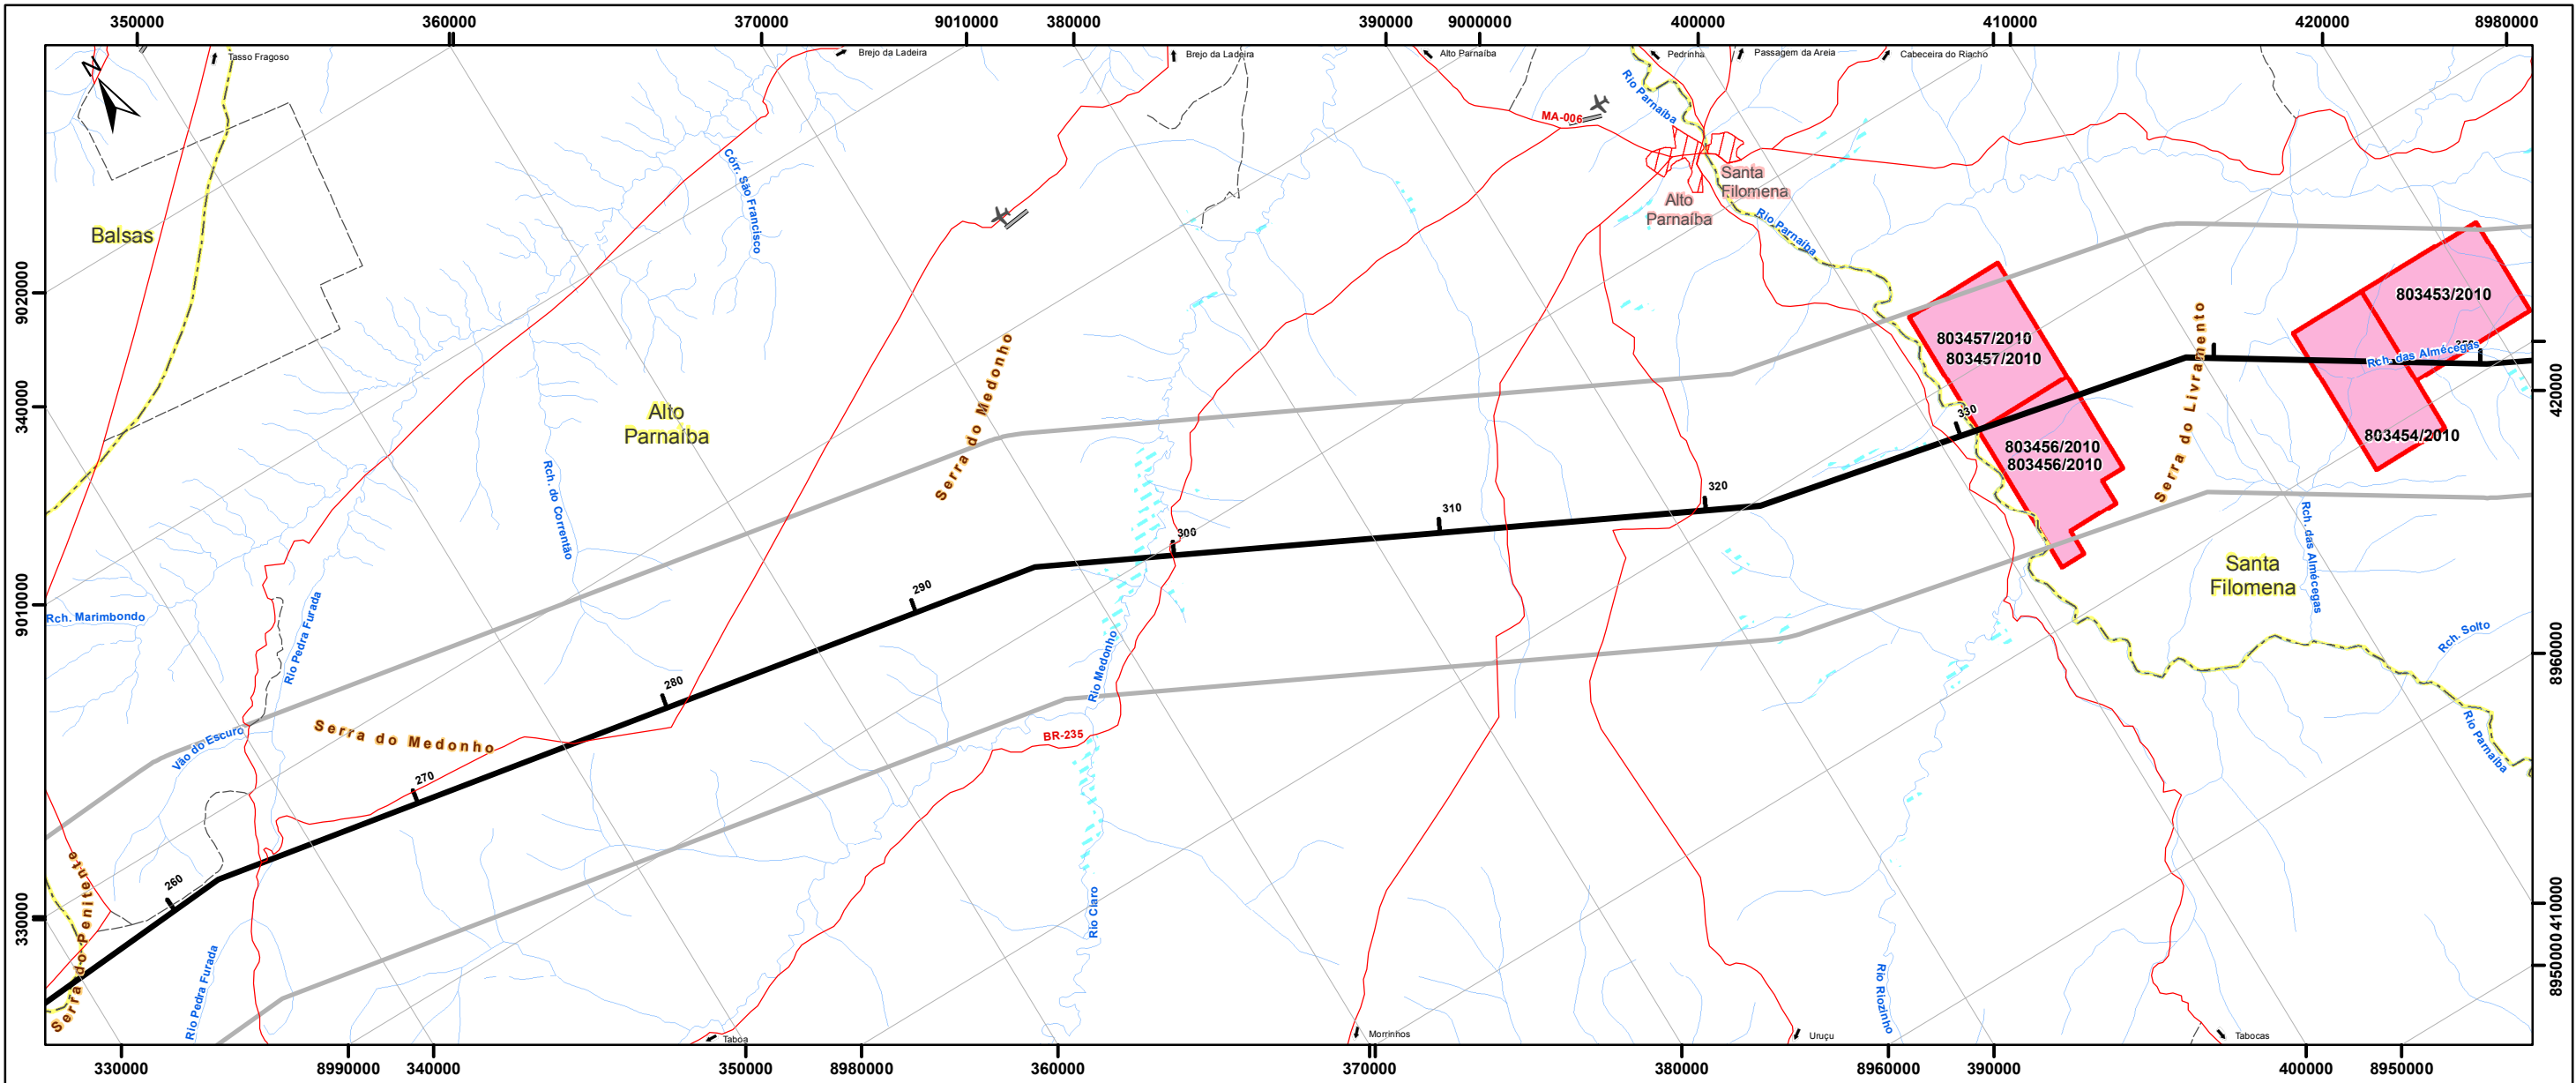 350000
360000
370000
9010000
380000
390000
9000000
400000
410000
420000
8980000
N
Tasso Fragoso
Brejo da Ladeira
Brejo da Ladeira
Alto Parnaíba
Pedrinha
Passagem da Areia
Cabeceira do Riacho
Rio Parnaíba
MA-006
Santa
Filomena
Alto
Parnaíba
Rio Parnaíba
Córr. São Francisco
Balsas
9020000
340000
9010000
330000
803453/2010
803457/2010
803457/2010
Rch. das Almécegas
Serra do Livramento
803454/2010
803456/2010
803456/2010
420000
Alto
Parnaíba
Serra do Medonho
Rch. do Correntão
330
320
310
300
290
280
270
260
Rch. Marimbondo
Rio Pedra Furada
Santa
Filomena
Rch. das Almécegas
Rch. Solto
8960000
Rio Medonho
Serra do Medonho
Vão do Escuro
BR-235
Rio Parnaíba
Serra do Penitente
Rio Claro
410000
8950000
Rio Pedra Furada
Rio Riozinho
Taboa
Morrinhos
Uruçu
Tabocas
330000
8990000
340000
350000
8980000
360000
370000
380000
8960000
390000
400000
8950000